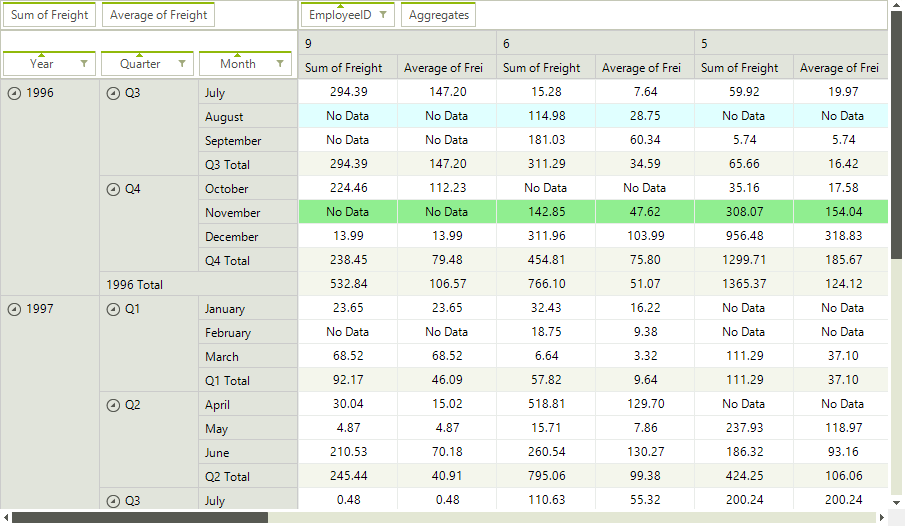 Sum of Freight Average of Freight EmployeeID Aggregates
9 6 5
Year Quarter Month Sum of Freight Average of Frei Sum of Freight Average of Frei Sum of Freight Average of Frei
1996 Q3 July 294.39 147.20 15.28 7.64 59.92 19.97
August No Data No Data 114.98 28.75 No Data No Data
September No Data No Data 181.03 60.34 5.74 5.74
Q3 Total 294.39 147.20 311.29 34.59 65.66 16.42
Q4 October 224.46 112.23 No Data No Data 35.16 17.58
November No Data No Data 142.85 47.62 308.07 154.04
December 13.99 13.99 311.96 103.99 956.48 318.83
Q4 Total 238.45 79.48 454.81 75.80 1299.71 185.67
1996 Total 532.84 106.57 766.10 51.07 1365.37 124.12
1997 Q1 January 23.65 23.65 32.43 16.22 No Data No Data
February No Data No Data 18.75 9.38 No Data No Data
March 68.52 68.52 6.64 3.32 111.29 37.10
Q1 Total 92.17 46.09 57.82 9.64 111.29 37.10
Q2 April 30.04 15.02 518.81 129.70 No Data No Data
May 4.87 4.87 15.71 7.86 237.93 118.97
June 210.53 70.18 260.54 130.27 186.32 93.16
Q2 Total 245.44 40.91 795.06 99.38 424.25 106.06
Q3 July 0.48 0.48 110.63 55.32 200.24 200.24